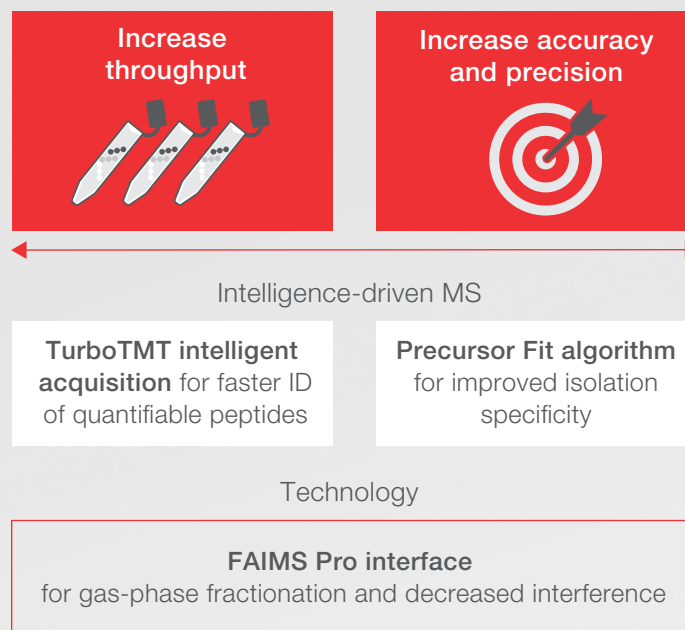 Increase
throughput
Increase accuracy
and precision
Intelligence-driven MS
TurboTMT intelligent
acquisition for faster ID
of quantifiable peptides
Precursor Fit algorithm
for improved isolation
specificity
Technology
FAIMS Pro interface
for gas-phase fractionation and decreased interference